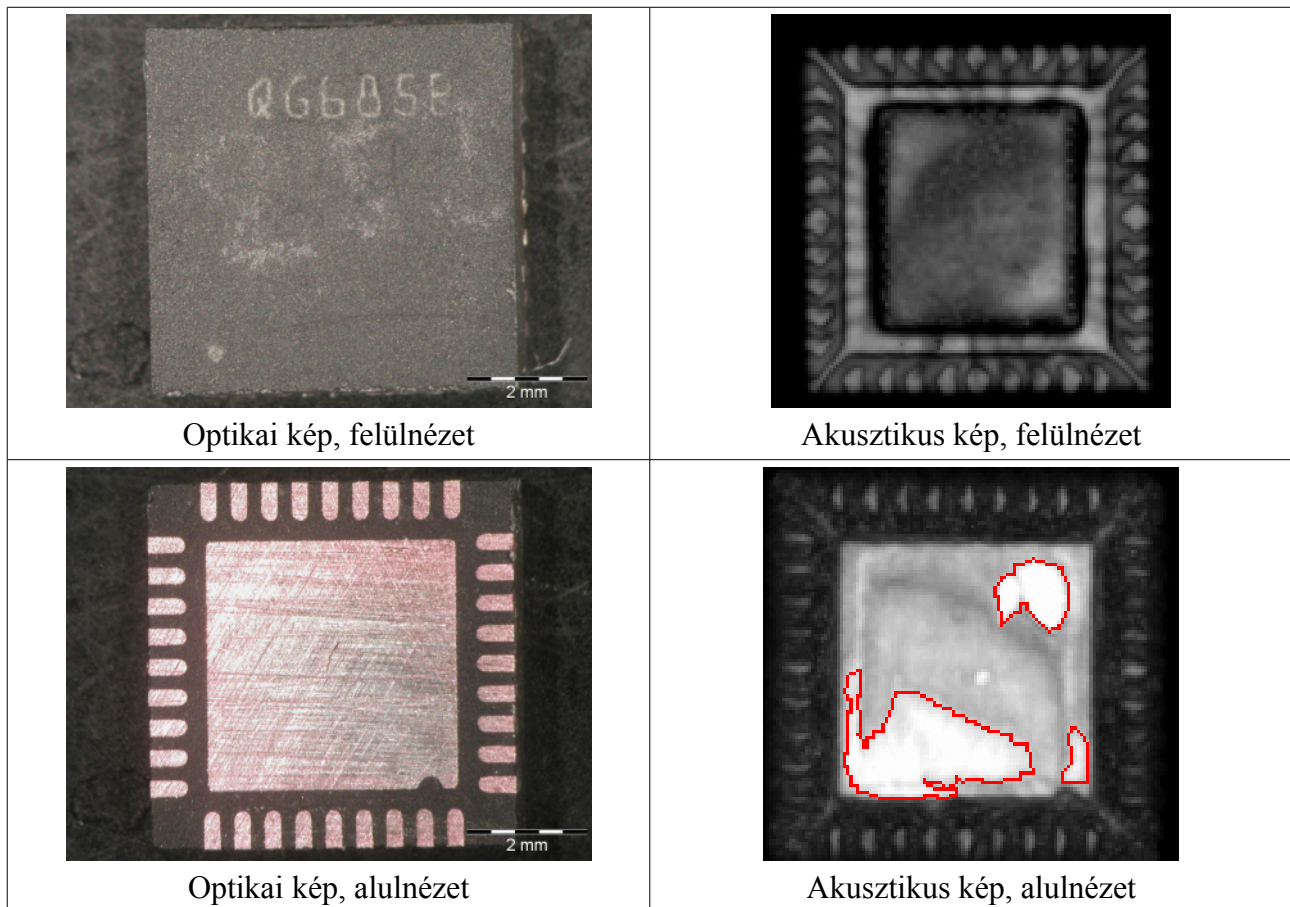 QG685E
2 mm
Optikai kép, felülnézet
Akusztikus kép, felülnézet
2 mm
Optikai kép, alulnézet
Akusztikus kép, alulnézet